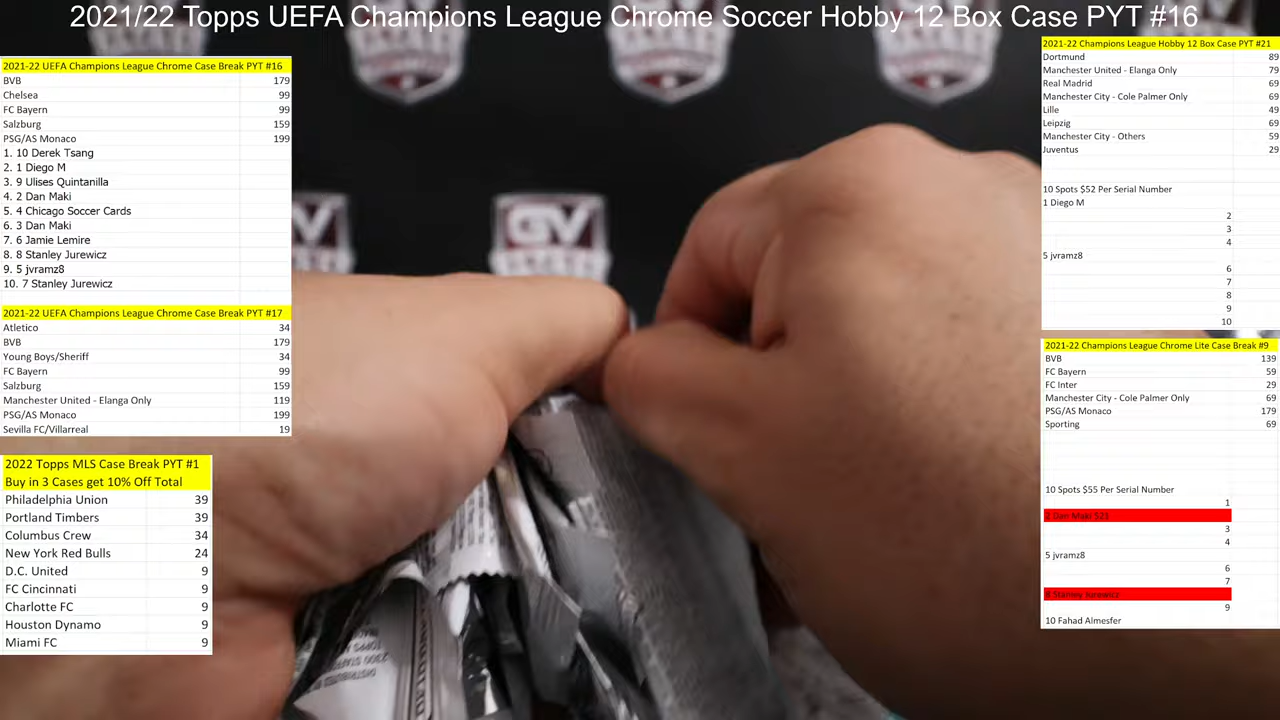 2021/22 Topps UEFA Champions League Chrome Soccer Hobby 12 Box Case PYT #16
2021-22 UEFA Champions League Chrome Case Break PYT #16
BVB 179
Chelsea 99
FC Bayern 99
Salzburg 159
PSG/AS Monaco 199
1. 10 Derek Tsang
2. 1 Diego M
3. 9 Ulises Quintanilla
4. 2 Dan Maki
5. 4 Chicago Soccer Cards
6. 3 Dan Maki
7. 6 Jamie Lemire
8. 8 Stanley Jurewicz
9. 5 jvramz8
10. 7 Stanley Jurewicz
2021-22 UEFA Champions League Chrome Case Break PYT #17
Atletico 34
BVB 179
Young Boys/Sheriff 34
FC Bayern 99
Salzburg 159
Manchester United - Elanga Only 119
PSG/AS Monaco 199
Sevilla FC/Villarreal 19
2022 Topps MLS Case Break PYT #1
Buy in 3 Cases get 10% Off Total
Philadelphia Union 39
Portland Timbers 39
Columbus Crew 34
New York Red Bulls 24
D.C. United 9
FC Cincinnati 9
Charlotte FC 9
Houston Dynamo 9
Miami FC 9
GV
GV
2021-22 Champions League Hobby 12 Box Case PYT #21
Dortmund 89
Manchester United - Elanga Only 79
Real Madrid 69
Manchester City - Cole Palmer Only 69
Lille 49
Leipzig 69
Manchester City - Others 59
Juventus 29
10 Spots $52 Per Serial Number
1 Diego M
2
3
4
5 jvramz8
6
7
8
9
10
2021-22 Champions League Chrome Lite Case Break #9
BVB 139
FC Bayern 59
FC Inter 29
Manchester City - Cole Palmer Only 69
PSG/AS Monaco 179
Sporting 69
10 Spots $55 Per Serial Number
1
2 Dan Maki 521
3
4
5 jvramz8
6
7
8 Stanley Jurewicz
9
10 Fahad Almesfer